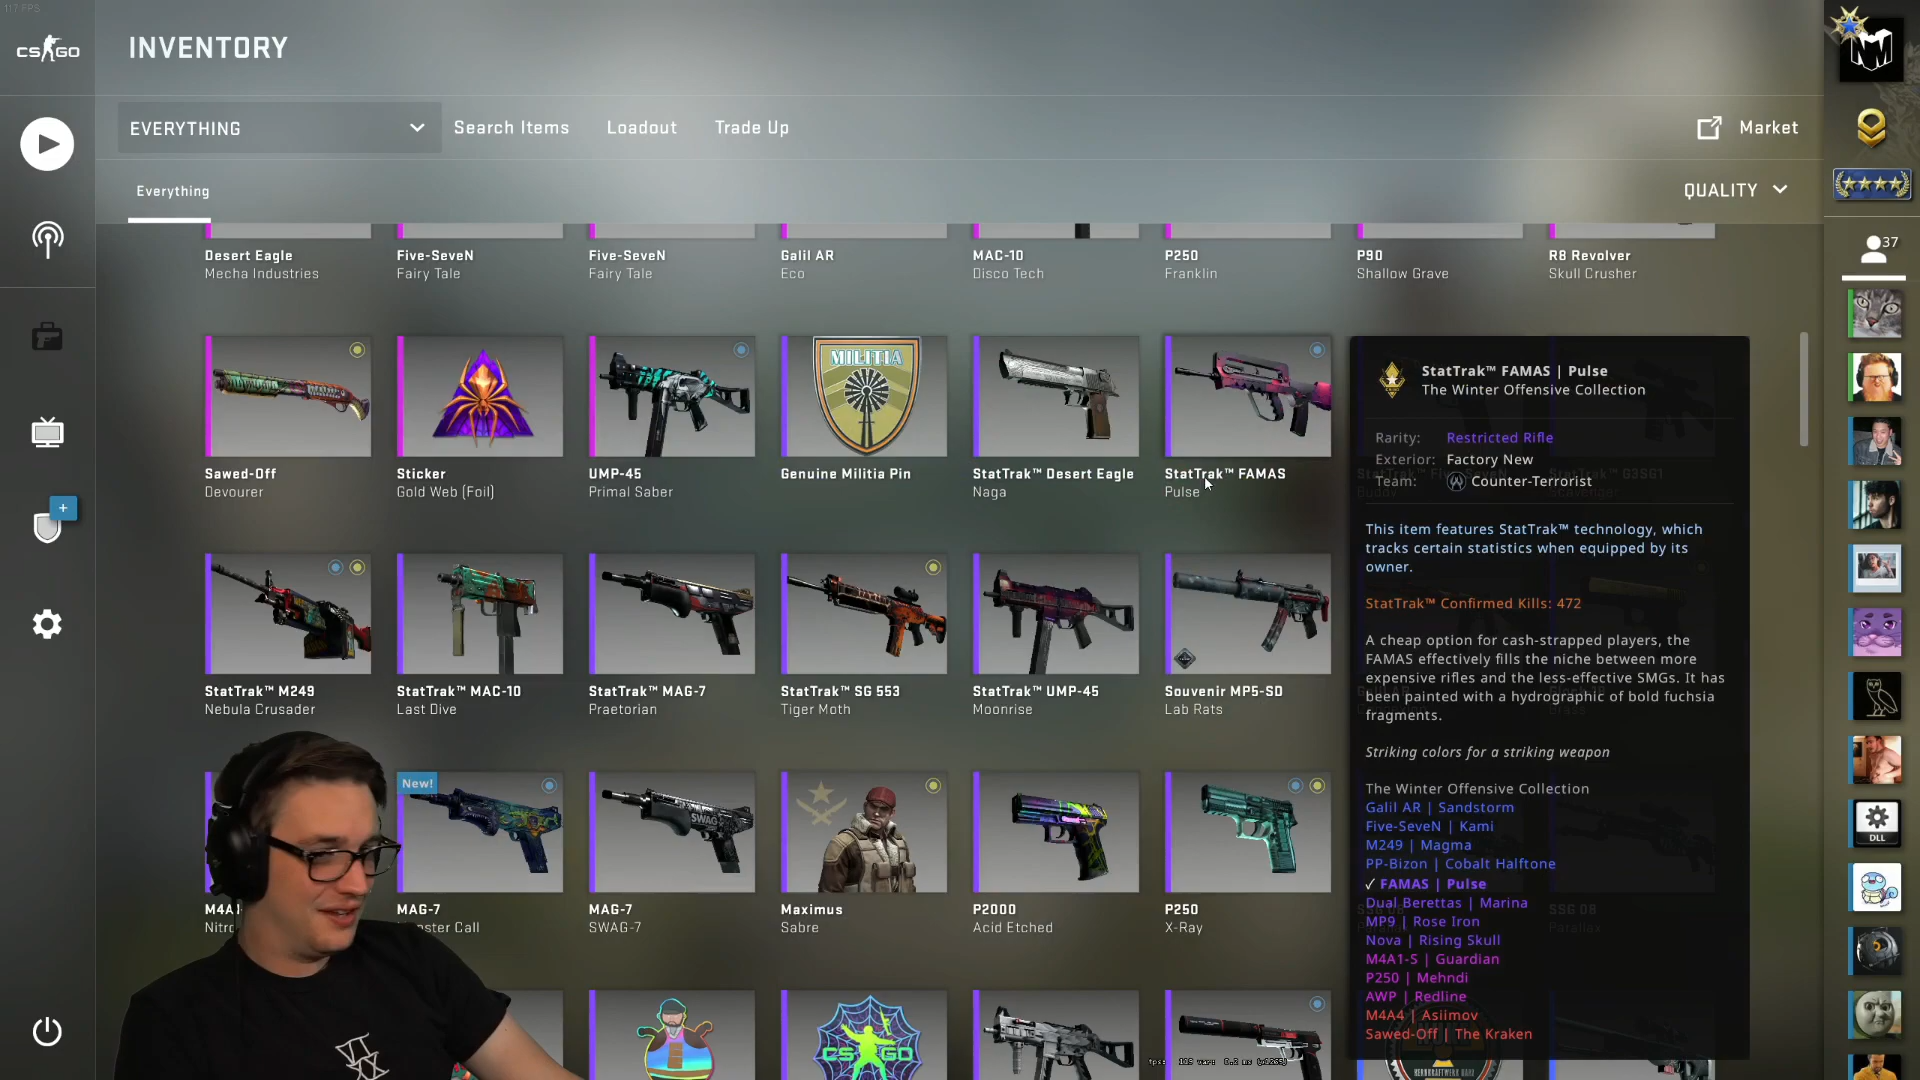 117 FPS
CS GO
INVENTORY
EVERYTHING
Search Items
Loadout
Trade Up
Market
Everything
QUALITY
37
Desert Eagle
Mecha Industries
Five-SeveN
Fairy Tale
Five-SeveN
Fairy Tale
Galil AR
Eco
MAC-10
Disco Tech
P250
Franklin
P90
Shallow Grave
R8 Revolver
Skull Crusher
MILITIA
Sawed-Off
Devourer
Sticker
Gold Web (Foil)
UMP-45
Primal Saber
Genuine Militia Pin
StatTrak™ Desert Eagle
Naga
StatTrak™ FAMAS
Pulse
StatTrak™ M249
Nebula Crusader
StatTrak™ MAC-10
Last Dive
StatTrak™ MAG-7
Praetorian
StatTrak™ SG 553
Tiger Moth
StatTrak™ UMP-45
Moonrise
Souvenir MP5-SD
Lab Rats
New!
SWAG-7
MAG-7
MAG-7
SWAG-7
Maximus
Sabre
P2000
Acid Etched
P250
X-Ray
CS GO
StatTrak™ FAMAS | Pulse
The Winter Offensive Collection
Rarity: Restricted Rifle
Exterior: Factory New
Team: Counter-Terrorist
This item features StatTrak™ technology, which
tracks certain statistics when equipped by its
owner.
StatTrak™ Confirmed Kills: 472
A cheap option for cash-strapped players, the
FAMAS effectively fills the niche between more
expensive rifles and the less-effective SMGs. It has
been painted with a hydrographic of bold fuchsia
fragments.
Striking colors for a striking weapon
The Winter Offensive Collection
Galil AR | Sandstorm
Five-SeveN | Kami
M249 | Magma
PP-Bizon | Cobalt Halftone
✓ FAMAS | Pulse
Dual Berettas | Marina
MP9 | Rose Iron
Nova | Rising Skull
M4A1-S | Guardian
P250 | Mehndi
AWP | Redline
M4A4 | Asiimov
Sawed-Off | The Kraken
DLL